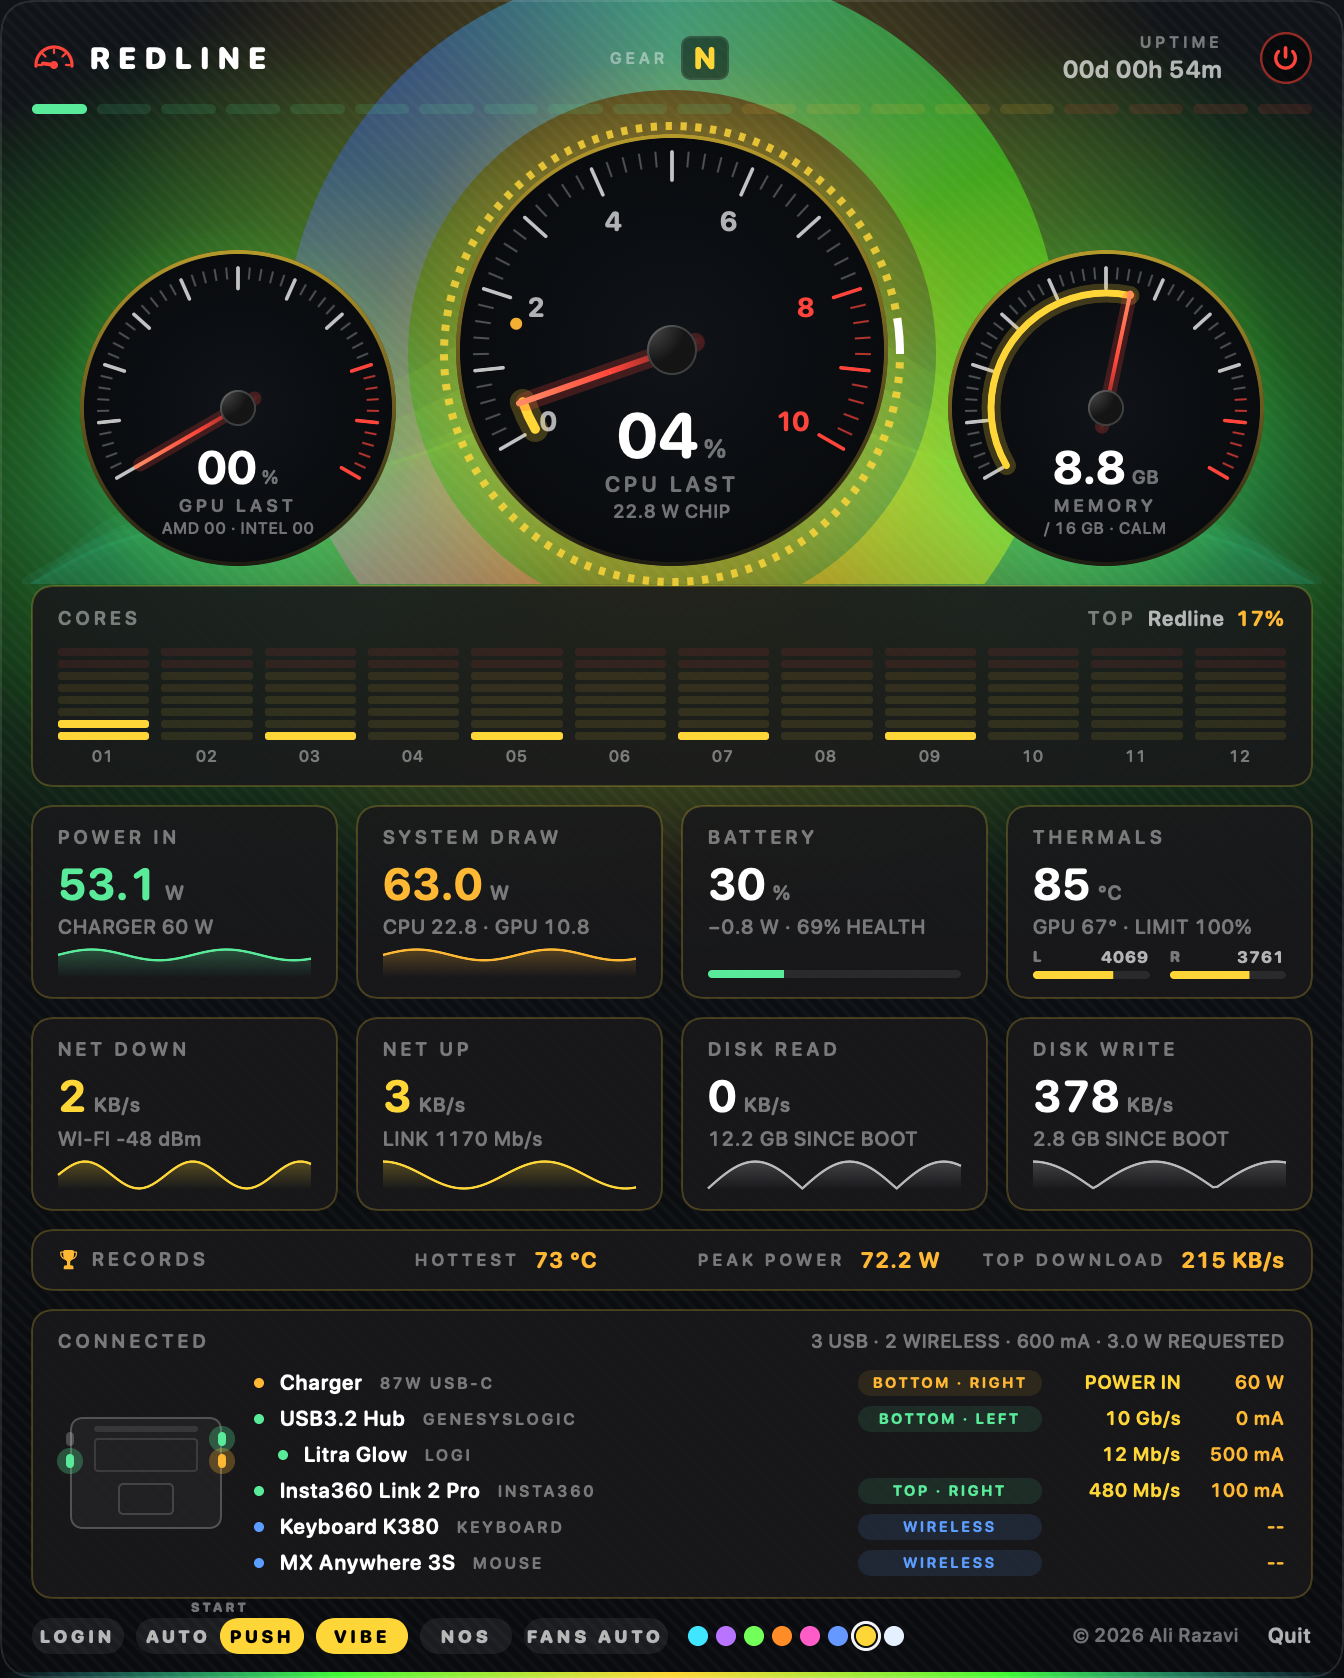 REDLINE
GEAR N
UPTIME
00d 00h 54m
4 6
2 8
0 10
00 %
GPU LAST
AMD 00 · INTEL 00
04 %
CPU LAST
22.8 W CHIP
8.8 GB
MEMORY
/ 16 GB · CALM
CORES TOP Redline 17%
01 02 03 04 05 06 07 08 09 10 11 12
POWER IN
53.1 W
CHARGER 60 W
SYSTEM DRAW
63.0 W
CPU 22.8 · GPU 10.8
BATTERY
30 %
−0.8 W · 69% HEALTH
THERMALS
85 °C
GPU 67° · LIMIT 100%
L 4069 R 3761
NET DOWN
2 KB/s
WI-FI -48 dBm
NET UP
3 KB/s
LINK 1170 Mb/s
DISK READ
0 KB/s
12.2 GB SINCE BOOT
DISK WRITE
378 KB/s
2.8 GB SINCE BOOT
RECORDS HOTTEST 73 °C PEAK POWER 72.2 W TOP DOWNLOAD 215 KB/s
CONNECTED 3 USB · 2 WIRELESS · 600 mA · 3.0 W REQUESTED
Charger 87W USB-C BOTTOM · RIGHT POWER IN 60 W
USB3.2 Hub GENESYSLOGIC BOTTOM · LEFT 10 Gb/s 0 mA
Litra Glow LOGI 12 Mb/s 500 mA
Insta360 Link 2 Pro INSTA360 TOP · RIGHT 480 Mb/s 100 mA
Keyboard K380 KEYBOARD WIRELESS --
MX Anywhere 3S MOUSE WIRELESS --
START
LOGIN AUTO PUSH VIBE NOS FANS AUTO © 2026 Ali Razavi Quit